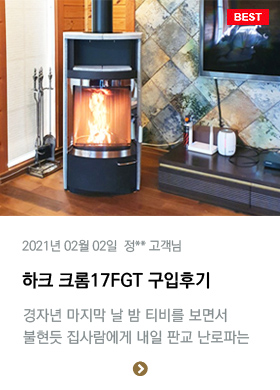 BEST
2021년 02월 02일 정** 고객님
하크 크롬17FGT 구입후기
경자년 마지막 날 밤 티비를 보면서
불현듯 집사람에게 내일 판교 난로파는